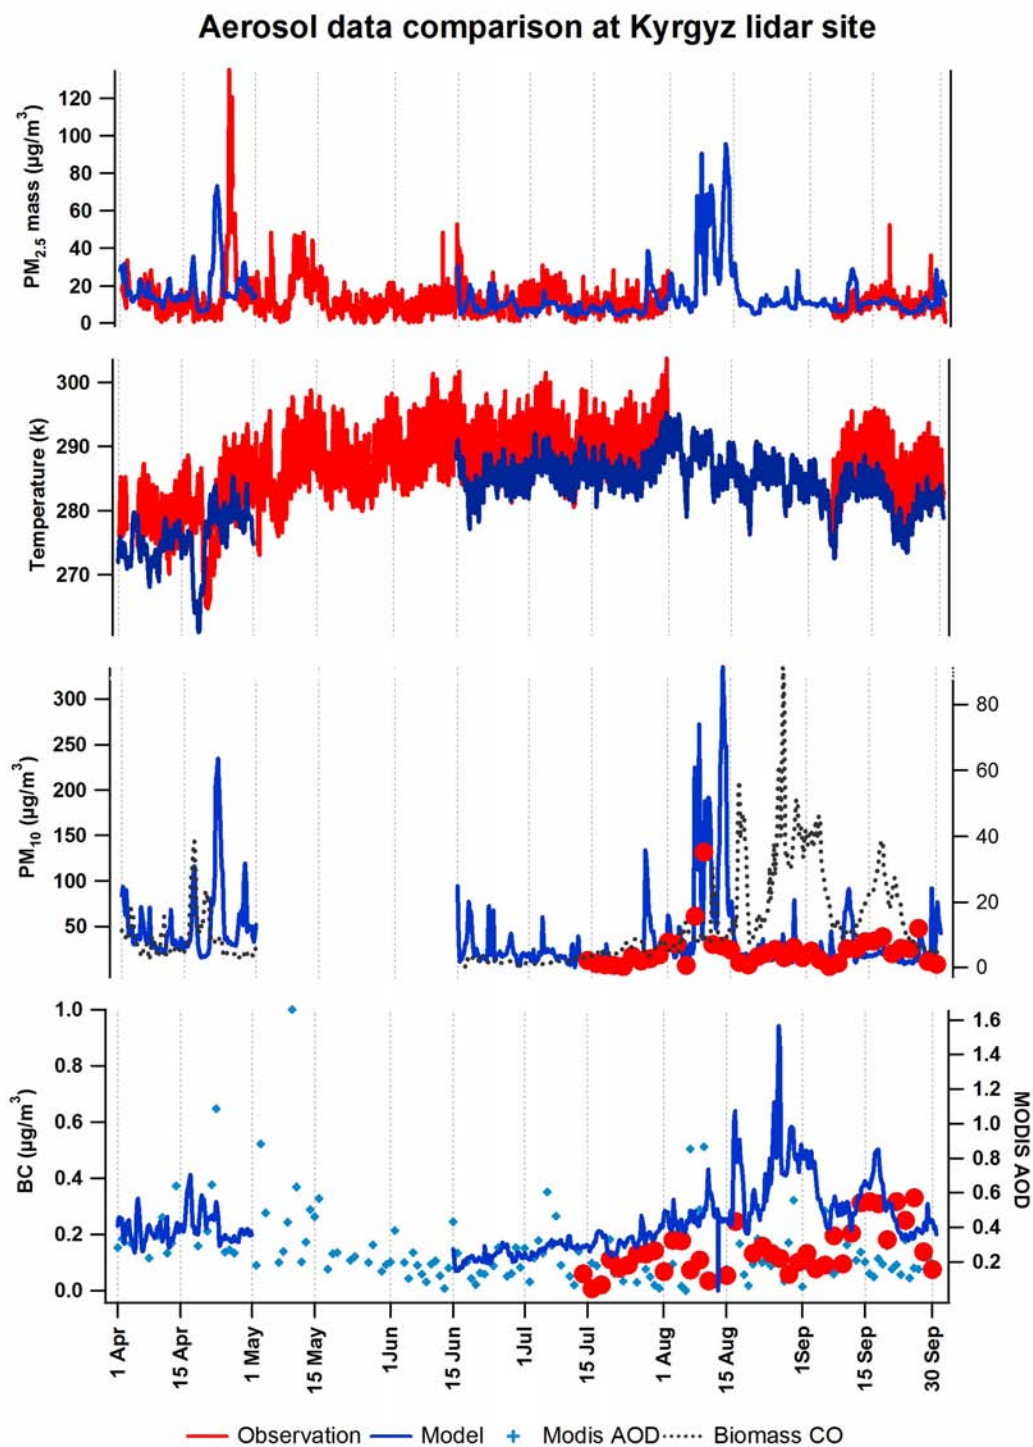 Aerosol data comparison at Kyrgyz lidar site
PM2.5 mass (µg/m³)
120
100
80
60
40
20
0
Temperature (k)
300
290
280
270
PM10 (µg/m³)
300
250
200
150
100
50
80
60
40
20
0
BC (µg/m³)
1.0
0.8
0.6
0.4
0.2
0.0
1.6
1.4
1.2
1.0
0.8
0.6
0.4
0.2
MODIS AOD
1 Apr
15 Apr
1 May
15 May
1Jun
15 Jun
1Jul
15 Jul
1 Aug
15 Aug
1Sep
15 Sep
30 Sep
Observation Model Modis AOD Biomass CO